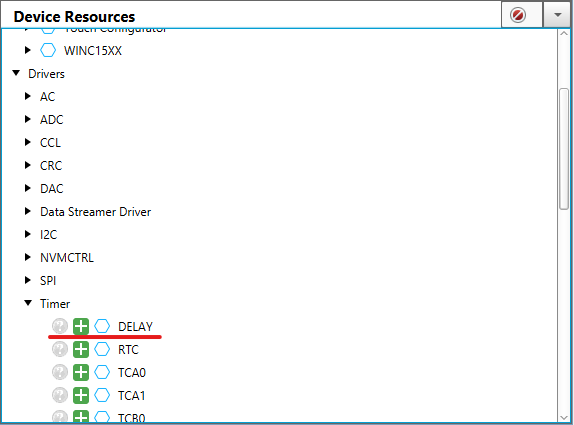 Device Resources
Touch Configurator
WINC15XX
Drivers
AC
ADC
CCL
CRC
DAC
Data Streamer Driver
I2C
NVMCTRL
SPI
Timer
DELAY
RTC
TCA0
TCA1
TCB0